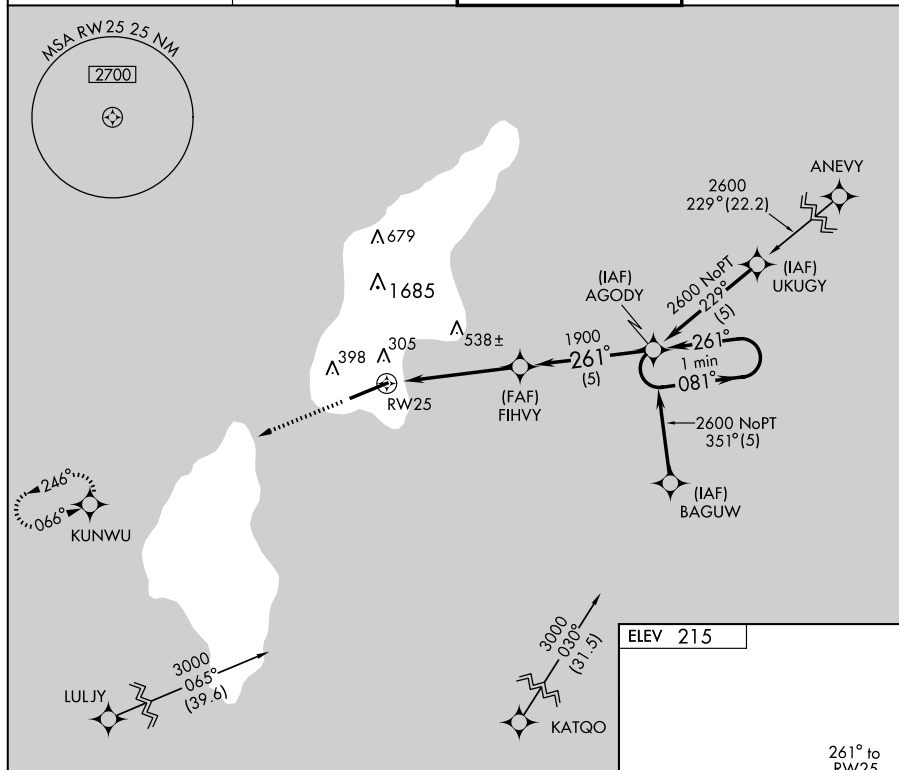 MSA RW25 25 NM
2700
ANEVY
2600
229°(22.2)
679
1685
(IAF)
UKUGY
2600 NoPT
229°
(5)
(IAF)
AGODY
538±
1900
261°
(5)
261°
1 min
081°
305
398
RW25
(FAF)
FIHVY
2600 NoPT
351°(5)
(IAF)
BAGUW
246°
066°
KUNWU
3000
065°
(39.6)
LULJY
3000
030°
(31.5)
KATQO
ELEV 215
261° to
RW25